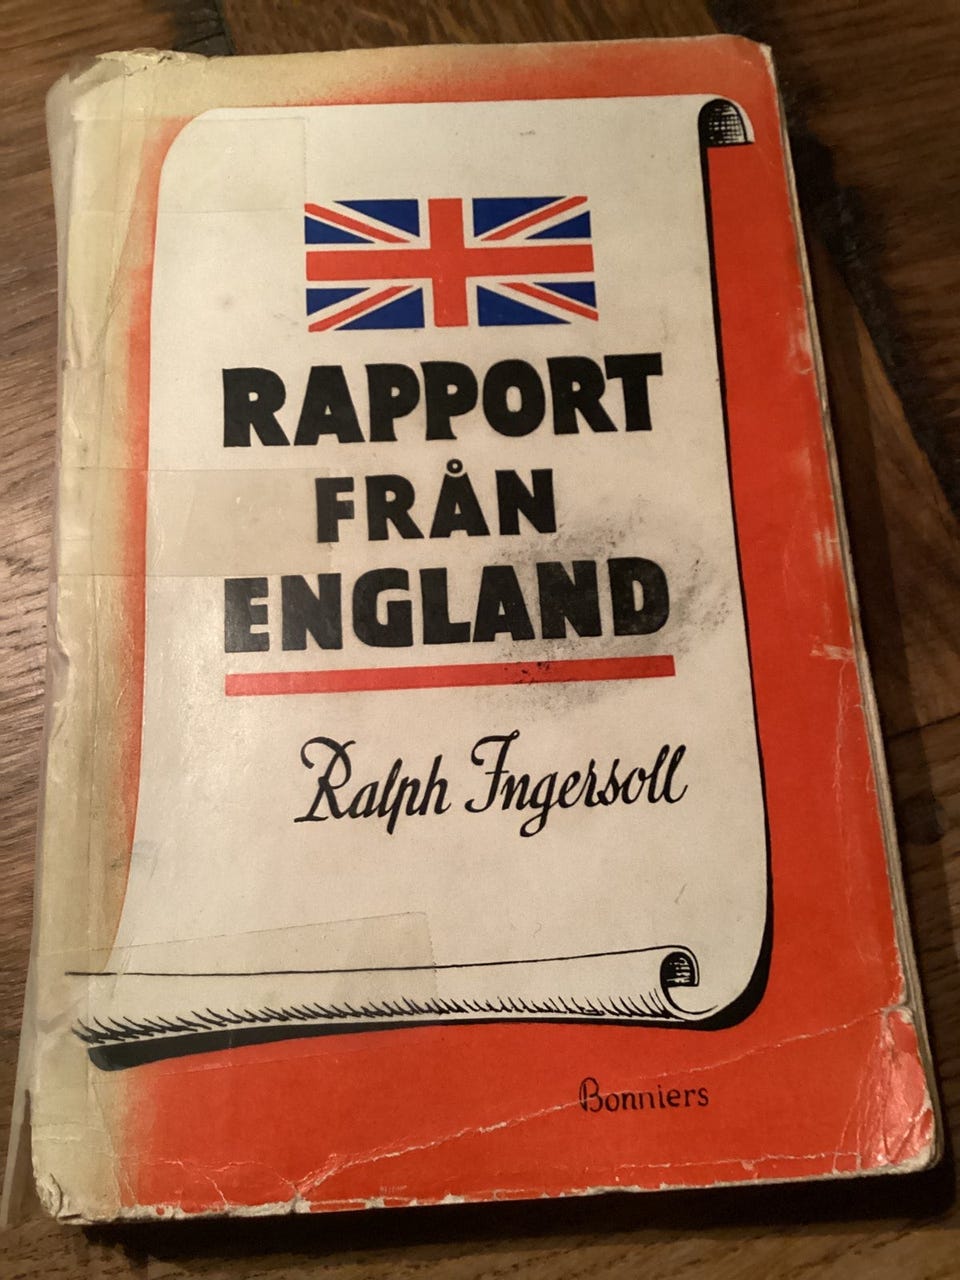 RAPPORT
FRÅN
ENGLAND
Ralph Ingersoll
Bonniers